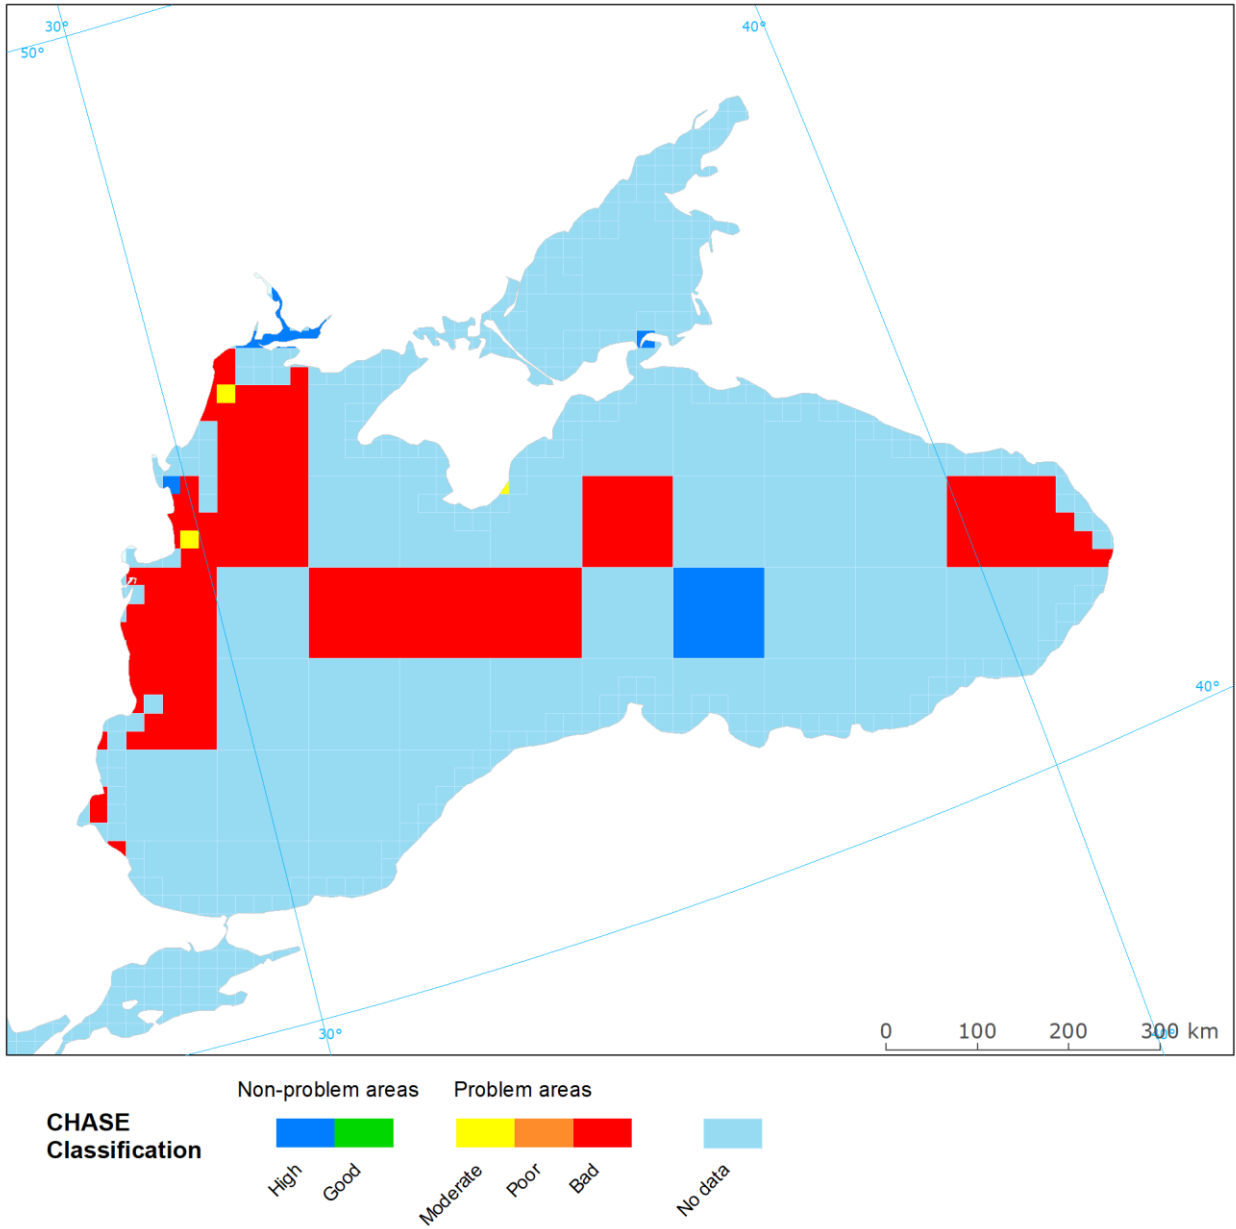 30°
40°
50°
40°
30°
40°
0 100 200 300 km
Non-problem areas Problem areas
CHASE
Classification
High
Good
Moderate
Poor
Bad
No data